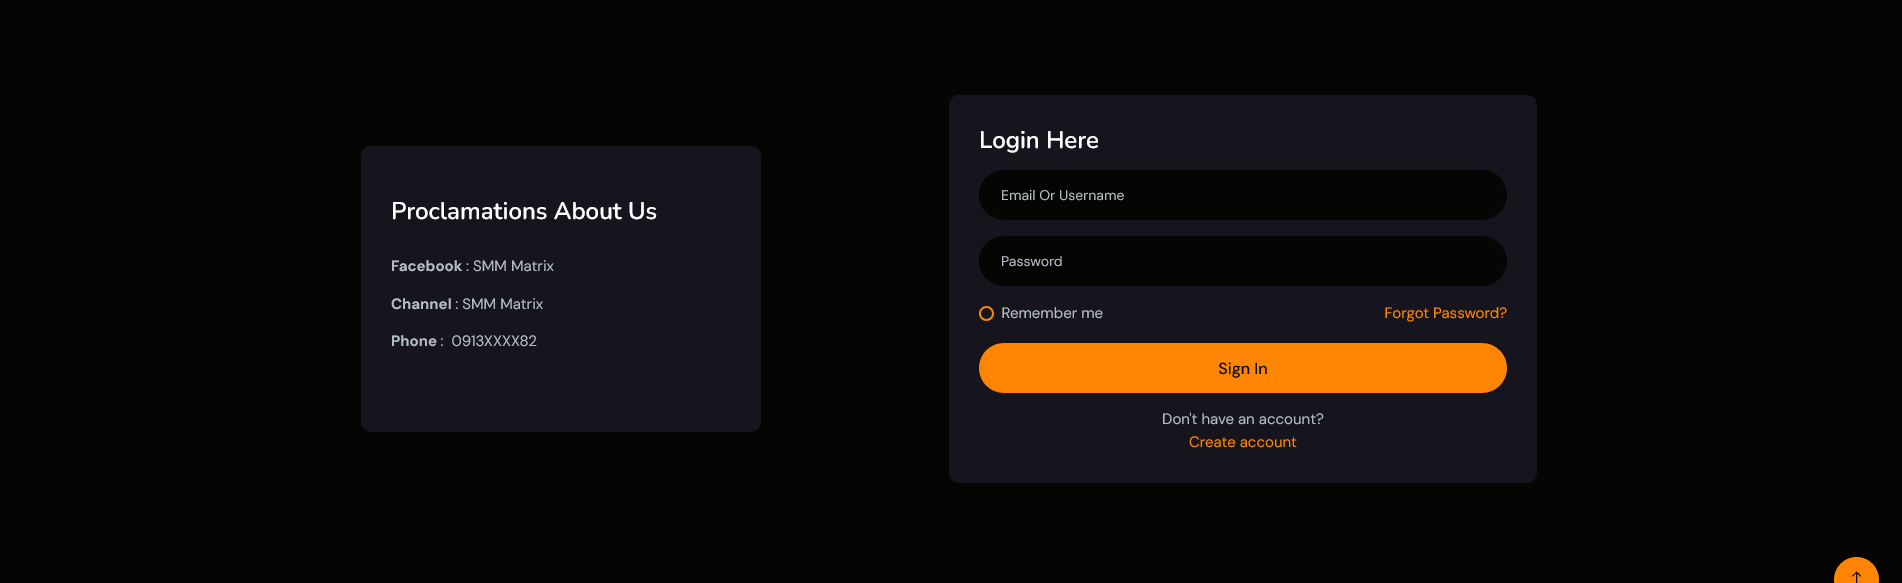 Proclamations About Us
Facebook : SMM Matrix
Channel : SMM Matrix
Phone : 0913XXXX82
Login Here
Email Or Username
Password
Remember me
Forgot Password?
Sign In
Don't have an account?
Create account